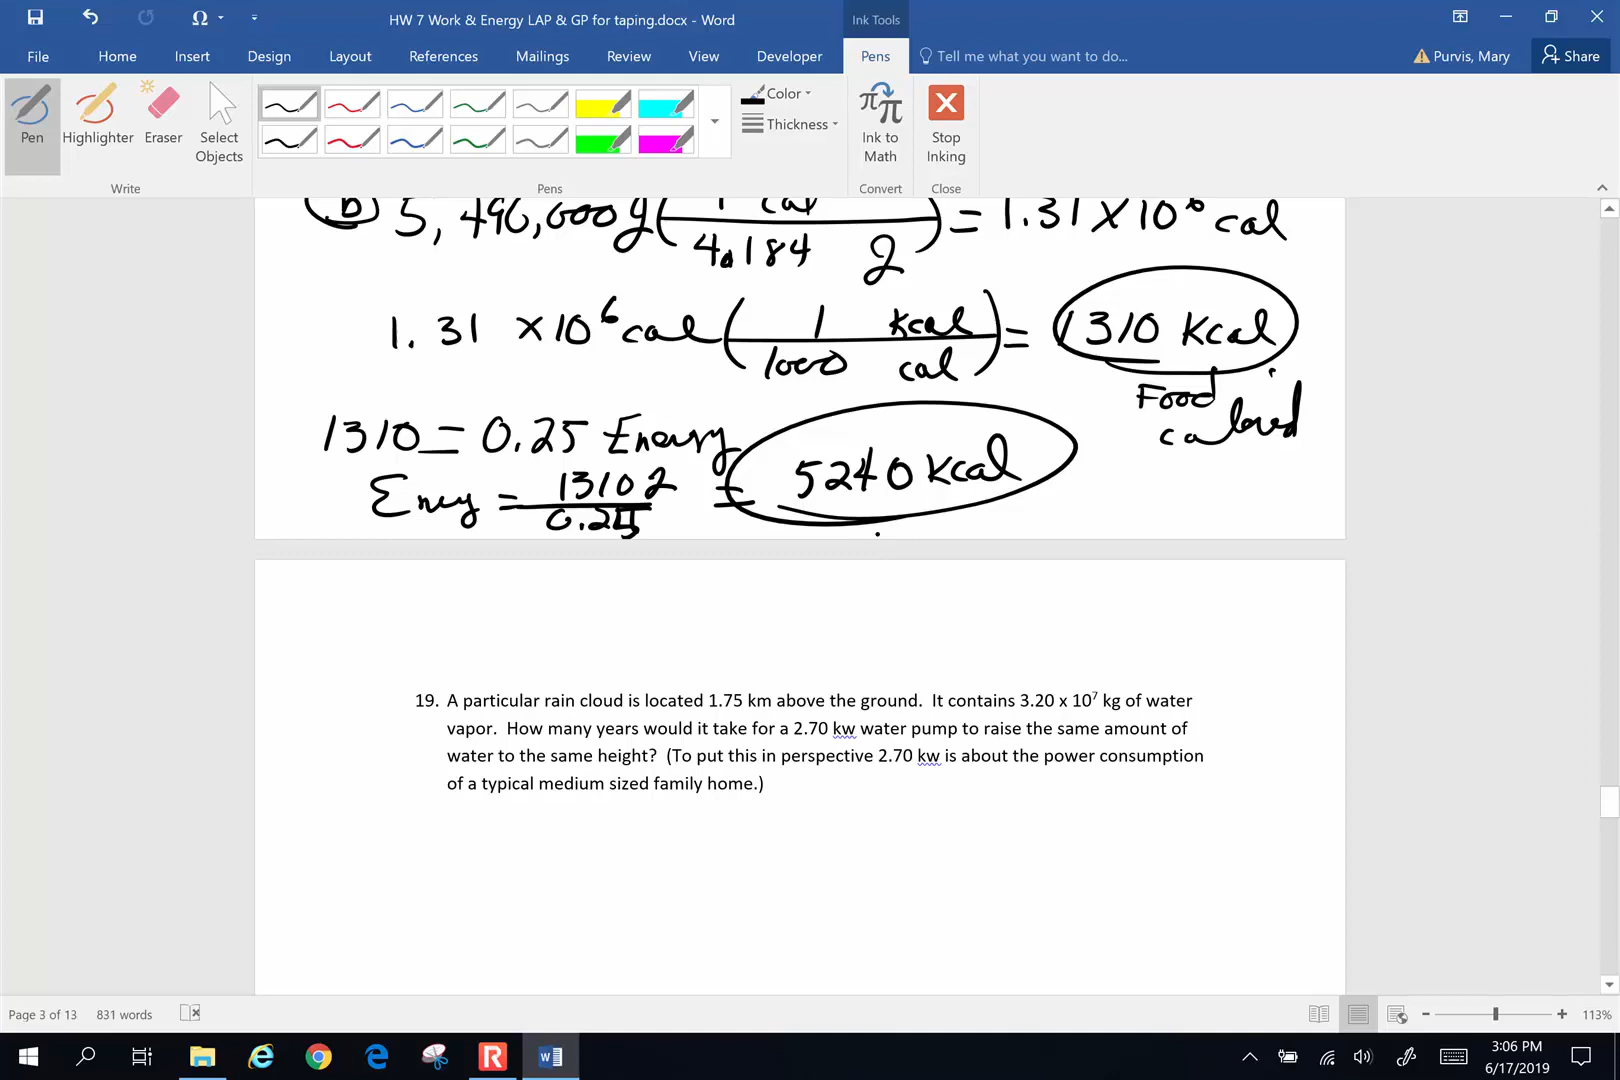 HW 7 Work & Energy LAP & GP for taping.docx - Word
Ink Tools
File Home Insert Design Layout References Mailings Review View Developer Pens Tell me what you want to do... Purvis, Mary Share
Pen Highlighter Eraser Select Objects
Color
Thickness
Ink to Math
Stop Inking
Write Pens Convert Close
(b) 5,490,000 J ( 1 cal / 4.184 J ) = 1.31 X 10⁶ cal
1.31 x 10⁶ cal ( 1 kcal / 1000 cal ) = 1310 Kcal
Food
1310 = 0.25 Energy
= 1310 J / 0.25 = 5240 kcal
19. A particular rain cloud is located 1.75 km above the ground. It contains 3.20 x 10⁷ kg of water
vapor. How many years would it take for a 2.70 kw water pump to raise the same amount of
water to the same height? (To put this in perspective 2.70 kw is about the power consumption
of a typical medium sized family home.)
Page 3 of 13 831 words 113%
3:06 PM
6/17/2019